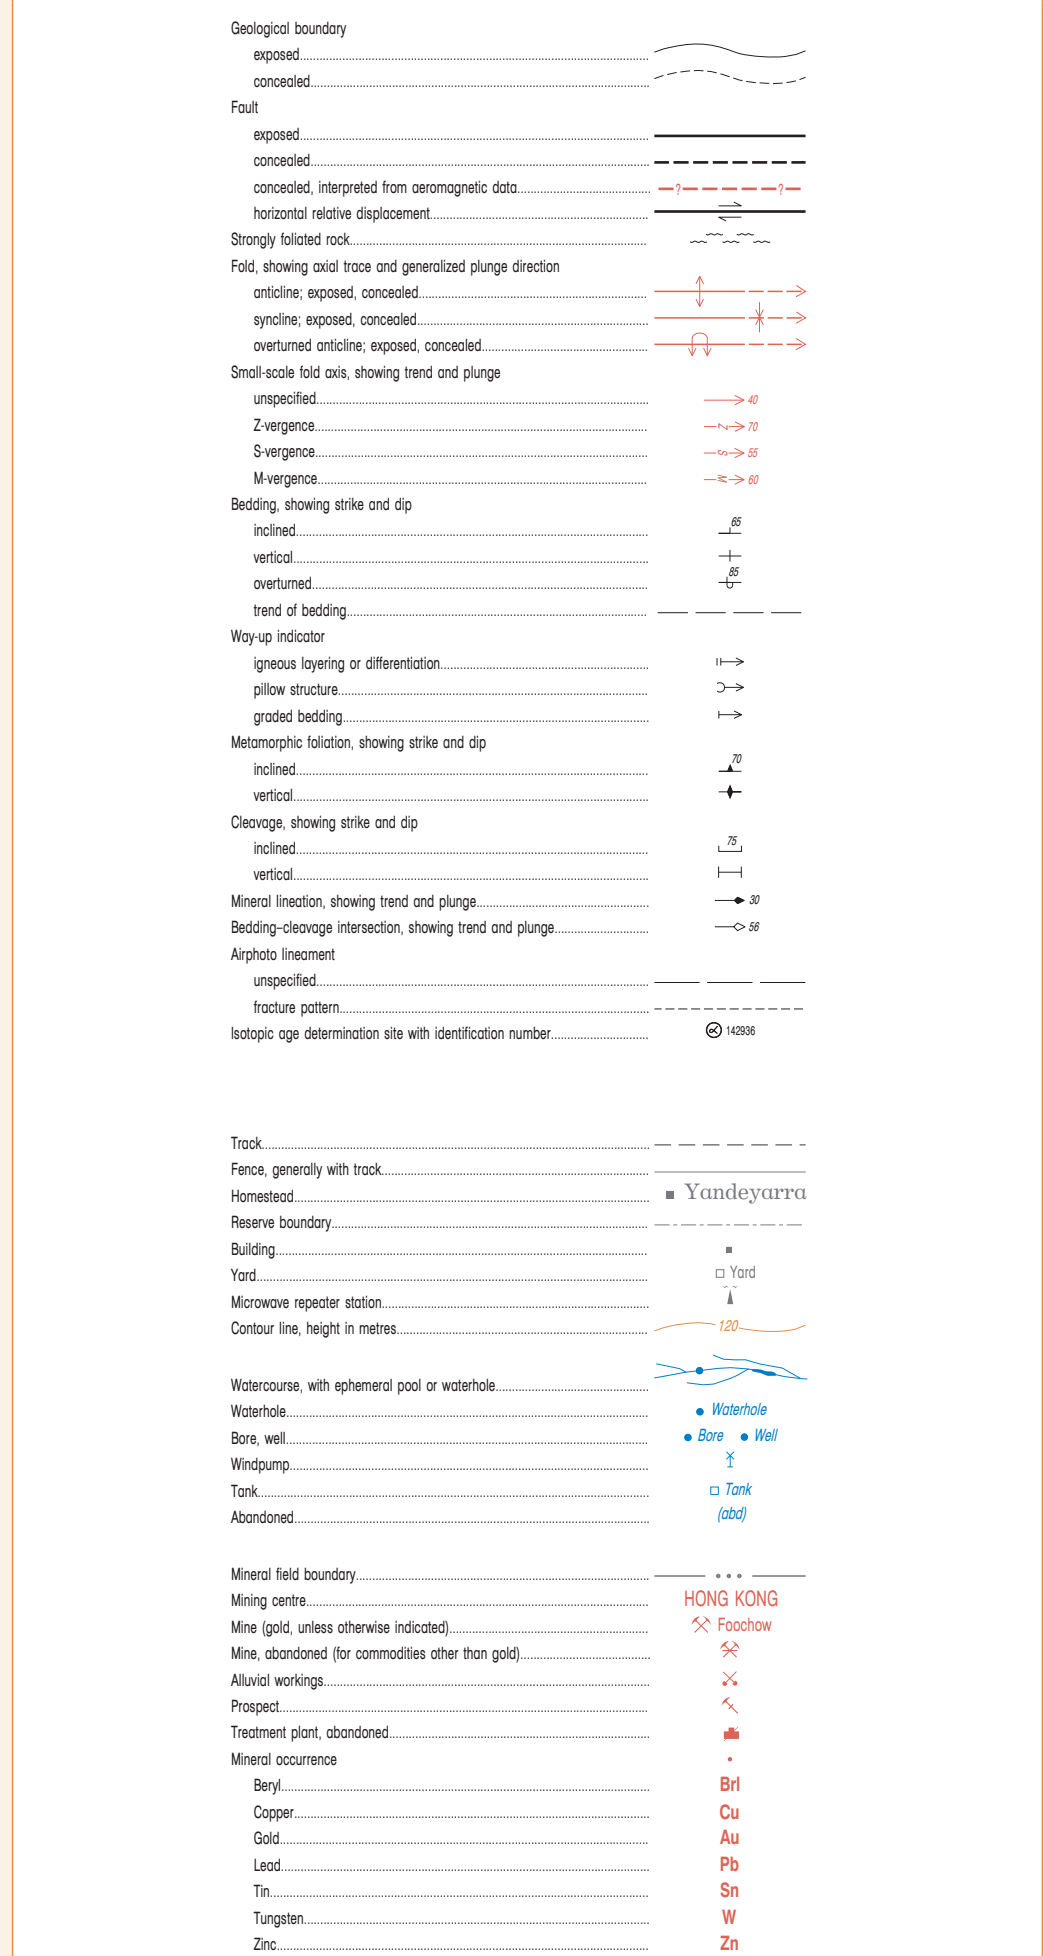 Geological boundary
exposed
concealed
Fault
exposed
concealed
concealed, interpreted from aeromagnetic data ? ?
horizontal relative displacement
Strongly foliated rock
Fold, showing axial trace and generalized plunge direction
anticline; exposed, concealed
syncline; exposed, concealed
overturned anticline; exposed, concealed
Small-scale fold axis, showing trend and plunge
unspecified 40
Z-vergence Z 70
S-vergence S 55
M-vergence M 60
Bedding, showing strike and dip
inclined 65
vertical
overturned 85
trend of bedding
Way-up indicator
igneous layering or differentiation
pillow structure
graded bedding
Metamorphic foliation, showing strike and dip
inclined 70
vertical
Cleavage, showing strike and dip
inclined 75
vertical
Mineral lineation, showing trend and plunge 30
Bedding–cleavage intersection, showing trend and plunge 56
Airphoto lineament
unspecified
fracture pattern
Isotopic age determination site with identification number 142936
Track
Fence, generally with track
Homestead Yandeyarra
Reserve boundary
Building
Yard Yard
Microwave repeater station
Contour line, height in metres 120
Watercourse, with ephemeral pool or waterhole
Waterhole Waterhole
Bore, well Bore Well
Windpump
Tank Tank
Abandoned (abd)
Mineral field boundary
Mining centre HONG KONG
Mine (gold, unless otherwise indicated) Foochow
Mine, abandoned (for commodities other than gold)
Alluvial workings
Prospect
Treatment plant, abandoned
Mineral occurrence
Beryl Brl
Copper Cu
Gold Au
Lead Pb
Tin Sn
Tungsten W
Zinc Zn